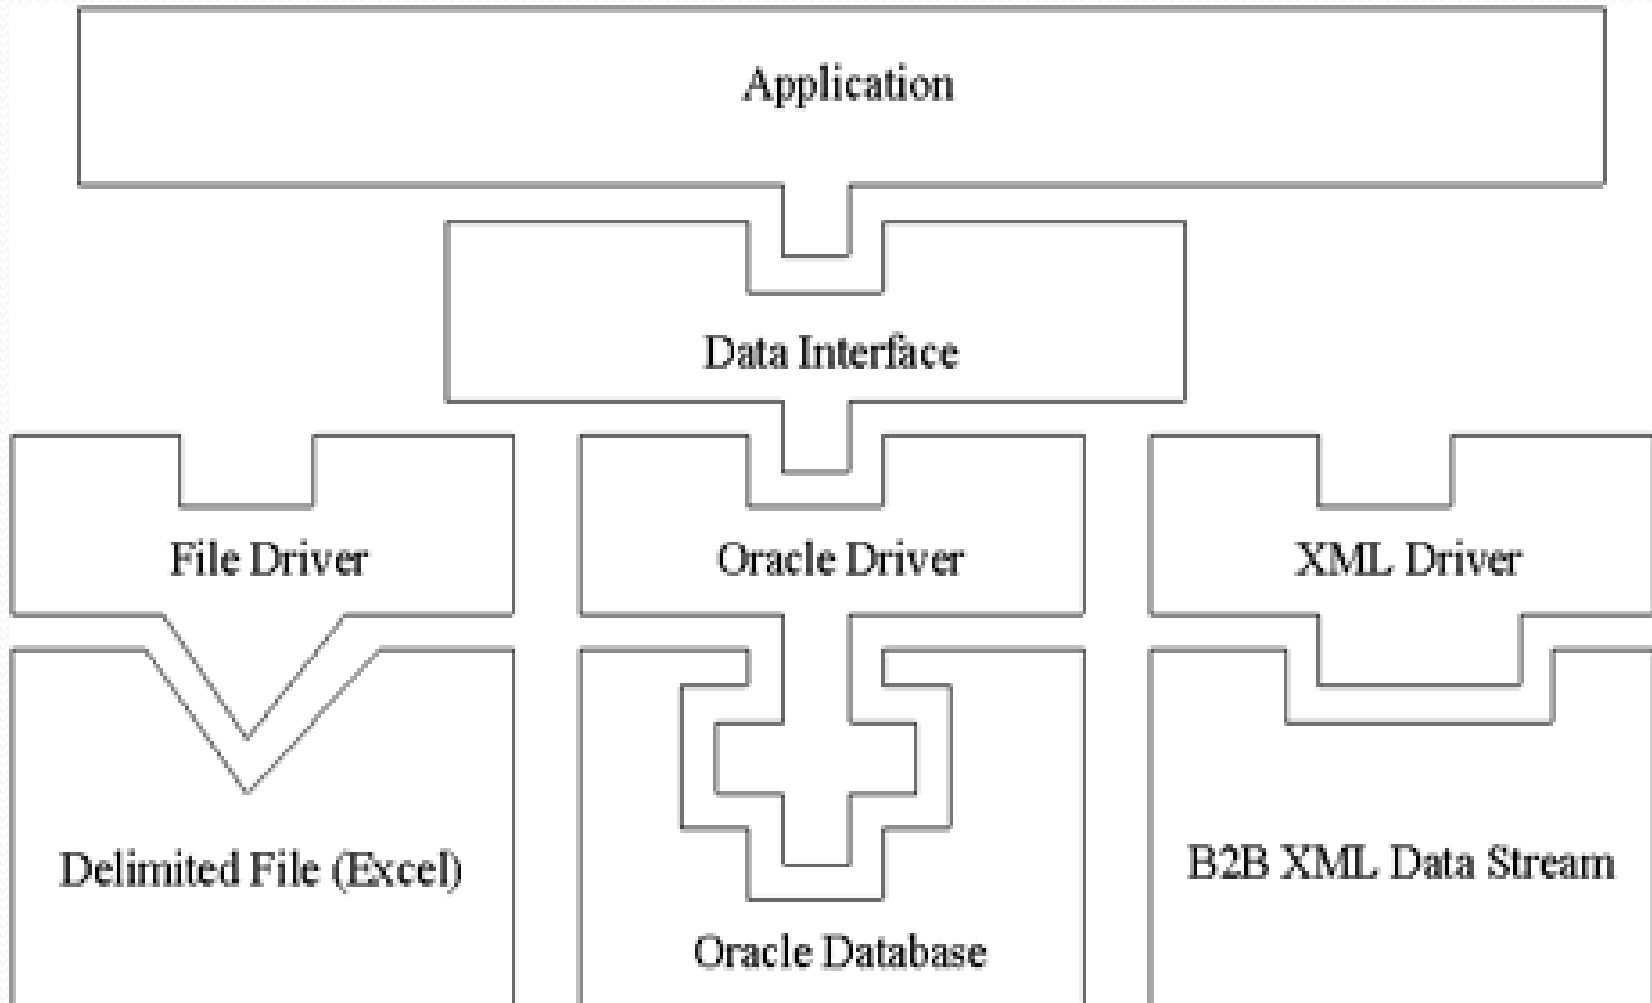 Application
Data Interface
File Driver
Oracle Driver
XML Driver
Delimited File (Excel)
Oracle Database
B2B XML Data Stream